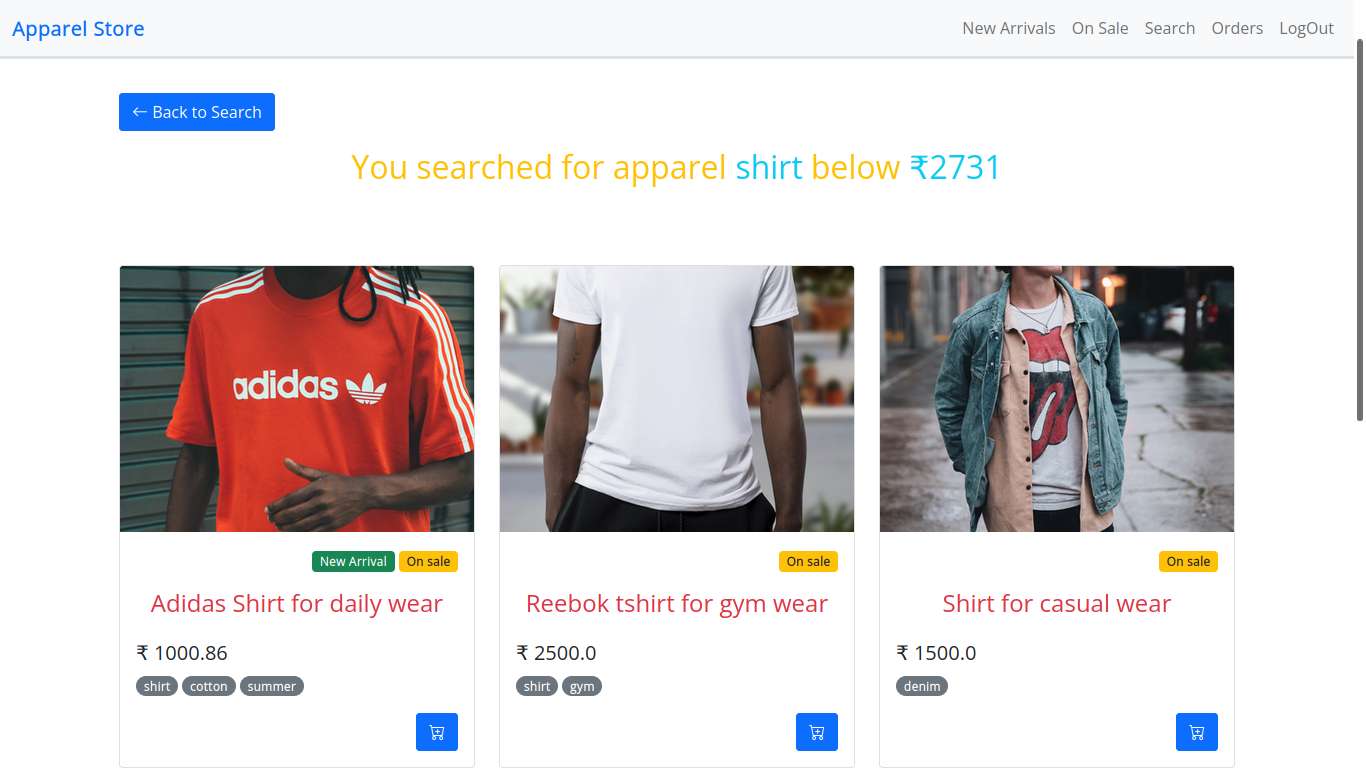 Apparel Store
New Arrivals On Sale Search Orders LogOut
← Back to Search
You searched for apparel shirt below ₹2731
adidas
New Arrival On sale
Adidas Shirt for daily wear
₹ 1000.86
shirt cotton summer
On sale
Reebok tshirt for gym wear
₹ 2500.0
shirt gym
On sale
Shirt for casual wear
₹ 1500.0
denim